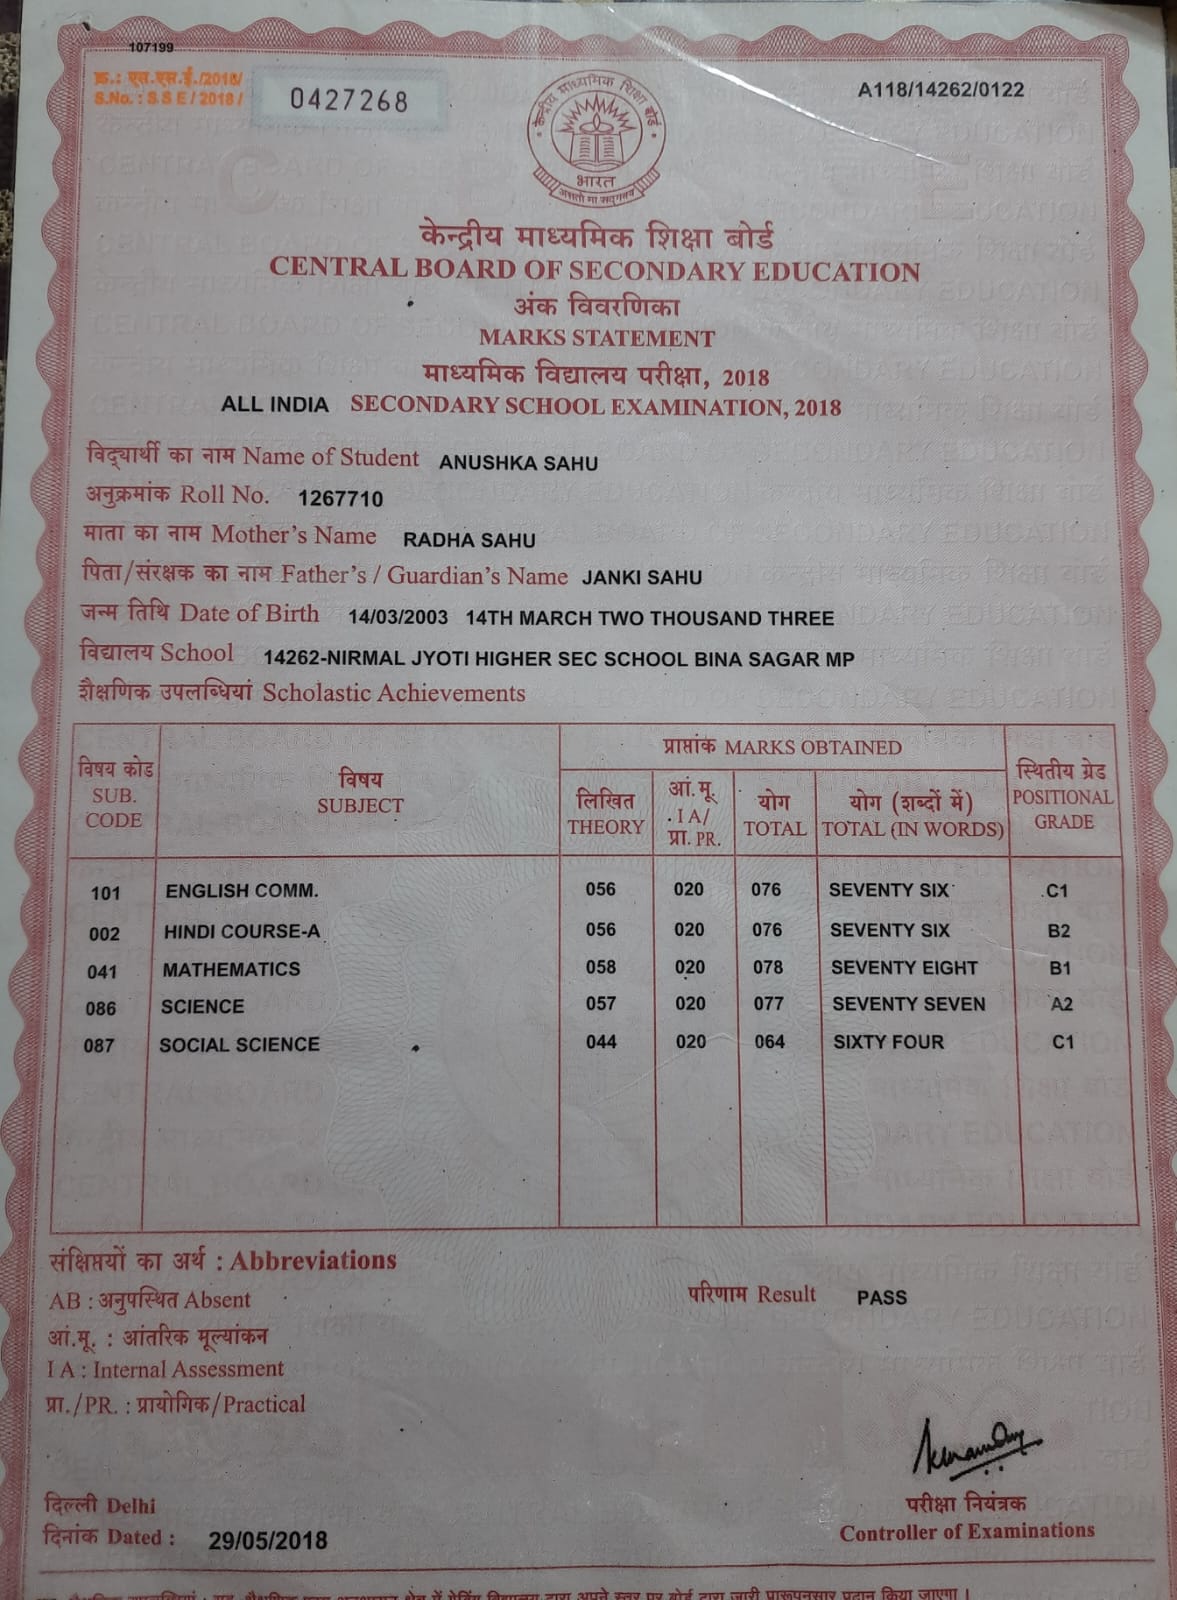 107199
क्र.: एस.एस.ई./2018/
S.No. : S S E / 2018 /
0427268
A118/14262/0122
केन्द्रीय माध्यमिक शिक्षा बोर्ड
भारत
असतो मा सद्गमय
केन्द्रीय माध्यमिक शिक्षा बोर्ड
CENTRAL BOARD OF SECONDARY EDUCATION
अंक विवरणिका
MARKS STATEMENT
माध्यमिक विद्यालय परीक्षा, 2018
ALL INDIA SECONDARY SCHOOL EXAMINATION, 2018
विद्यार्थी का नाम Name of Student ANUSHKA SAHU
अनुक्रमांक Roll No. 1267710
माता का नाम Mother's Name RADHA SAHU
पिता/संरक्षक का नाम Father's / Guardian's Name JANKI SAHU
जन्म तिथि Date of Birth 14/03/2003 14TH MARCH TWO THOUSAND THREE
विद्यालय School 14262-NIRMAL JYOTI HIGHER SEC SCHOOL BINA SAGAR MP
शैक्षणिक उपलब्धियां Scholastic Achievements
विषय कोड
SUB.
CODE
विषय
SUBJECT
प्राप्तांक MARKS OBTAINED
लिखित
THEORY
आं.मू.
I A/
प्रा. PR.
योग
TOTAL
योग (शब्दों में)
TOTAL (IN WORDS)
स्थितीय ग्रेड
POSITIONAL
GRADE
101 ENGLISH COMM. 056 020 076 SEVENTY SIX C1
002 HINDI COURSE-A 056 020 076 SEVENTY SIX B2
041 MATHEMATICS 058 020 078 SEVENTY EIGHT B1
086 SCIENCE 057 020 077 SEVENTY SEVEN A2
087 SOCIAL SCIENCE 044 020 064 SIXTY FOUR C1
संक्षिप्तियों का अर्थ : Abbreviations
AB : अनुपस्थित Absent
परिणाम Result PASS
आं.मू. : आंतरिक मूल्यांकन
I A : Internal Assessment
प्रा./PR. : प्रायोगिक/Practical
दिल्ली Delhi
दिनांक Dated : 29/05/2018
परीक्षा नियंत्रक
Controller of Examinations